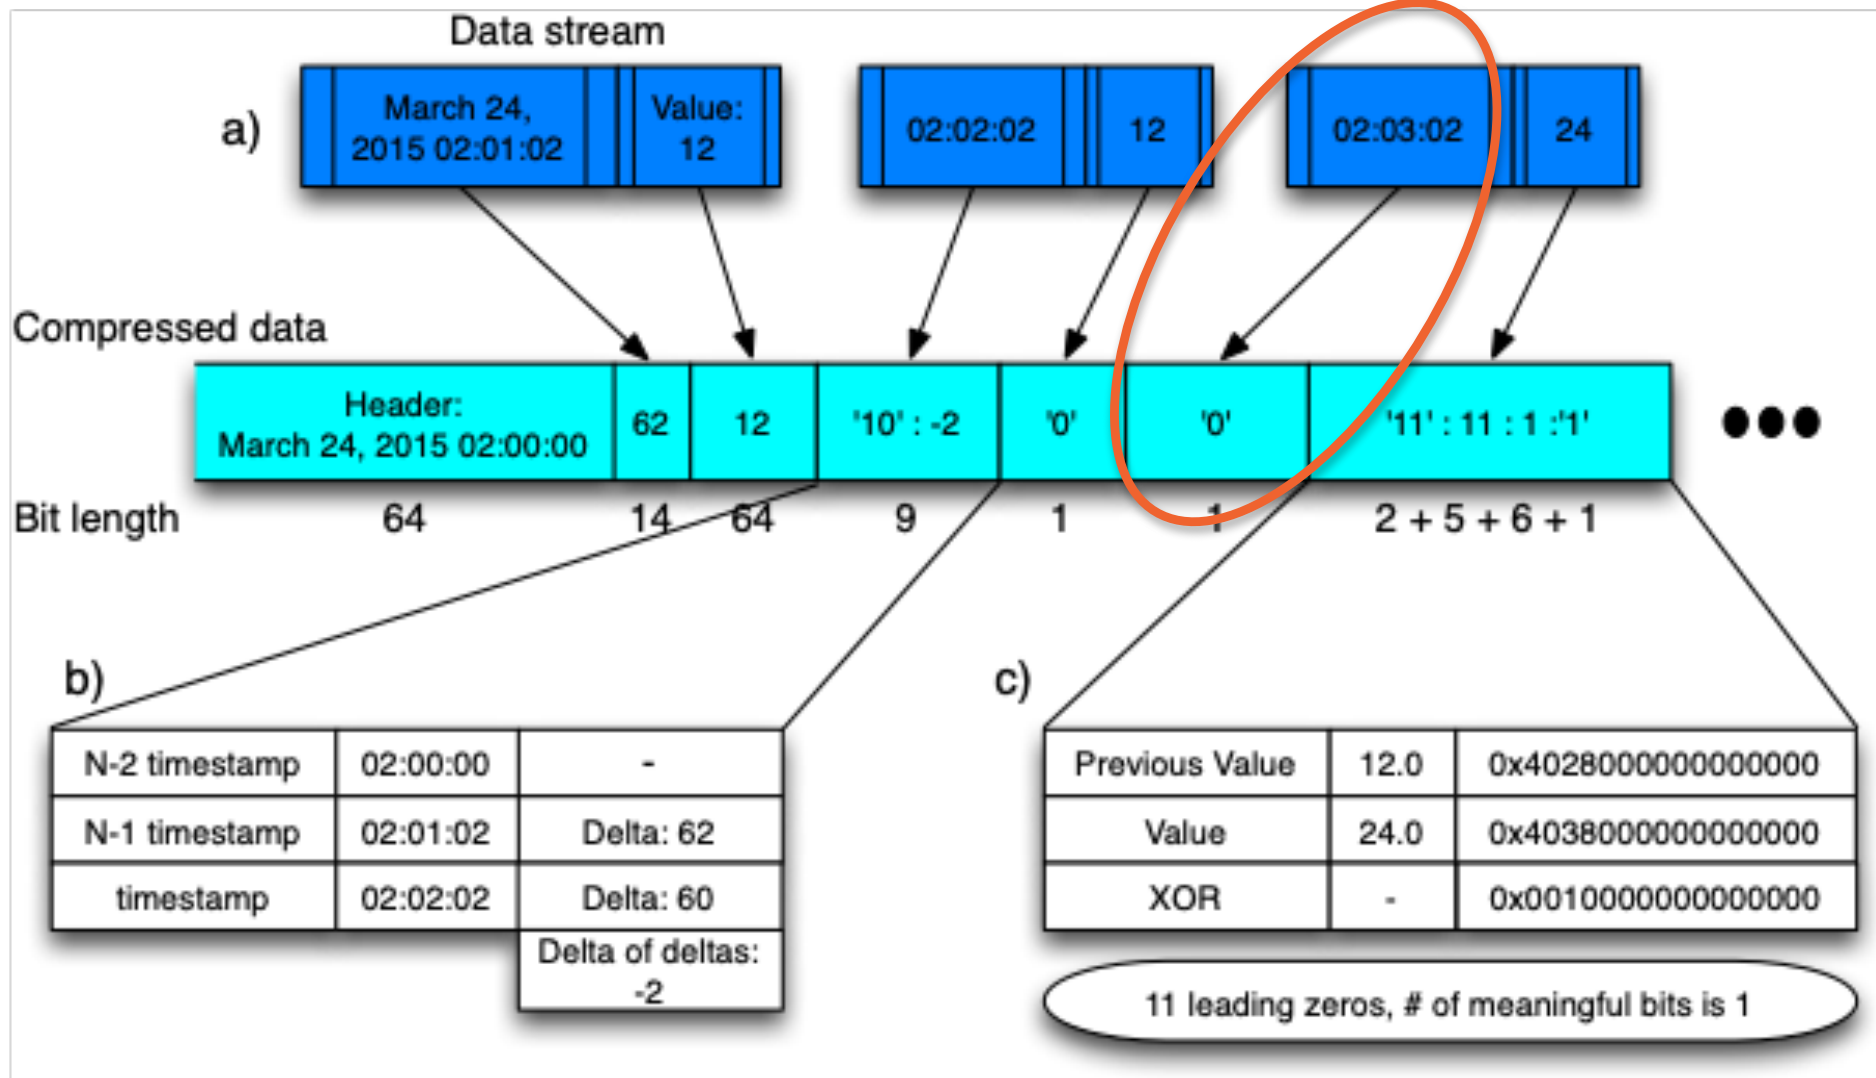 Data stream
a)
March 24,
2015 02:01:02
Value:
12
02:02:02
12
02:03:02
24
Compressed data
Header:
March 24, 2015 02:00:00
62
12
'10' : -2
'0'
'0'
'11' : 11 : 1 :'1'
Bit length
64
14
64
9
1
1
2 + 5 + 6 + 1
b)
N-2 timestamp
02:00:00
-
N-1 timestamp
02:01:02
Delta: 62
timestamp
02:02:02
Delta: 60
Delta of deltas:
-2
c)
Previous Value
12.0
0x4028000000000000
Value
24.0
0x4038000000000000
XOR
-
0x0010000000000000
11 leading zeros, # of meaningful bits is 1